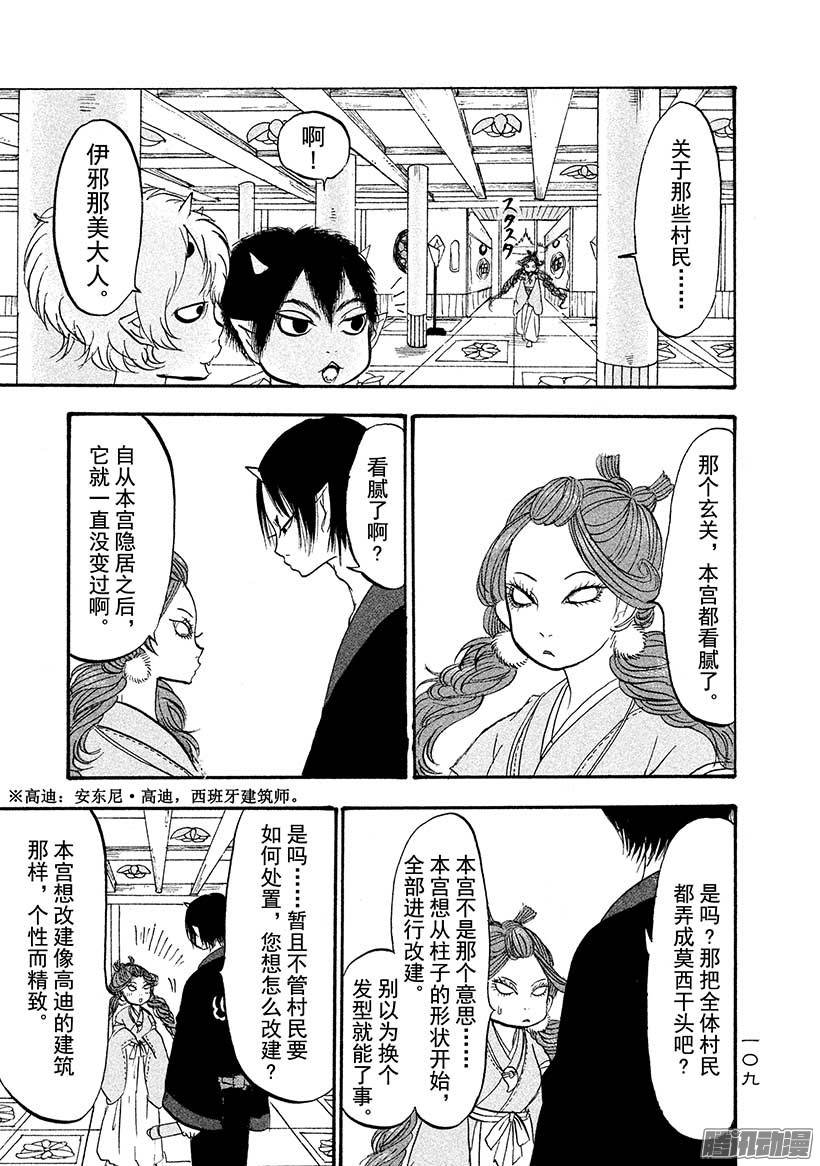 关于那些村民……
スタスタ
啊！
伊邪那美大人。
那个玄关，本宫都看腻了。
看腻了啊？
自从本宫隐居之后，
它就一直没变过啊。
※高迪：安东尼·高迪，西班牙建筑师。
是吗？那把全体村民
都弄成莫西干头吧？
本宫不是那个意思……
本宫想从柱子的形状开始，
全部进行改建。
别以为换个
发型就能了事。
是吗……暂且不管村民要
如何处置，您想怎么改建？
本宫想改建像高迪的建筑
那样，个性而精致。
一〇九
腾讯动漫